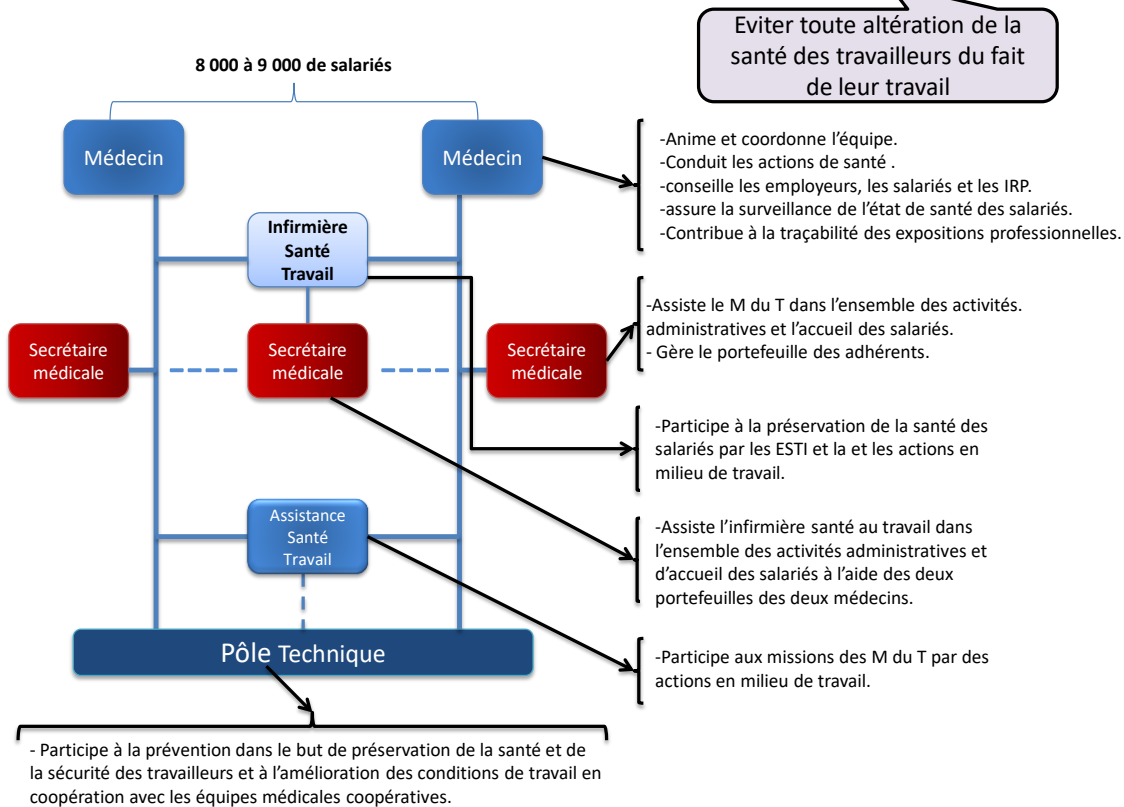 Eviter toute altération de la
santé des travailleurs du fait
de leur travail
8 000 à 9 000 de salariés
Médecin
Médecin
-Anime et coordonne l'équipe.
-Conduit les actions de santé .
-conseille les employeurs, les salariés et les IRP.
-assure la surveillance de l'état de santé des salariés.
-Contribue à la traçabilité des expositions professionnelles.
Infirmière
Santé
Travail
Secrétaire
médicale
Secrétaire
médicale
Secrétaire
médicale
-Assiste le M du T dans l'ensemble des activités.
administratives et l'accueil des salariés.
- Gère le portefeuille des adhérents.
-Participe à la préservation de la santé des
salariés par les ESTI et la et les actions en
milieu de travail.
Assistance
Santé
Travail
-Assiste l'infirmière santé au travail dans
l'ensemble des activités administratives et
d'accueil des salariés à l'aide des deux
portefeuilles des deux médecins.
Pôle Technique
-Participe aux missions des M du T par des
actions en milieu de travail.
- Participe à la prévention dans le but de préservation de la santé et de
la sécurité des travailleurs et à l'amélioration des conditions de travail en
coopération avec les équipes médicales coopératives.